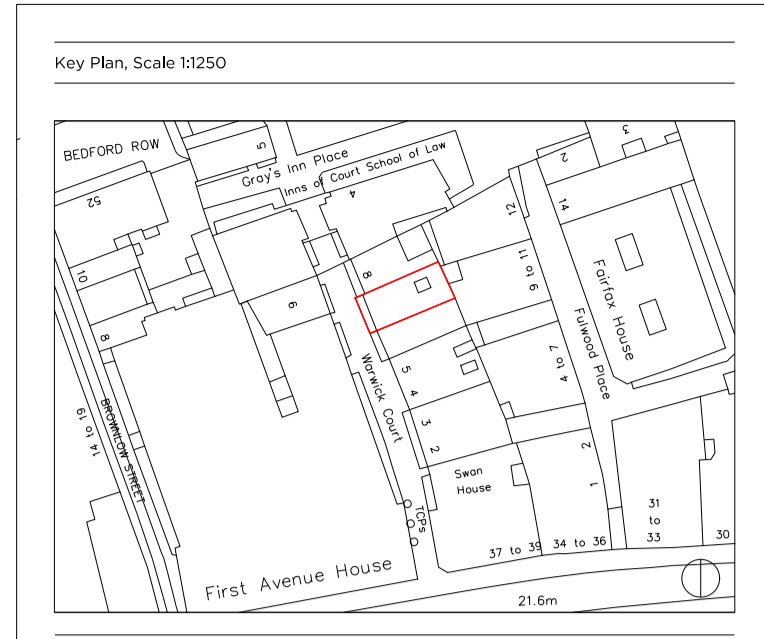 Key Plan, Scale 1:1250
BEDFORD ROW
5
Gray's Inn Place
Inns of Court School of Law
3
2
52
4
12
14
10
8
9 to 11
Fairfax House
6
8
Fulwood Place
4 to 7
Warwick Court
5
4
14 to 19
BROWNLOW STREET
3
2
2
Swan
House
1
TCPs
31
to
33
30
37 to 39
34 to 36
First Avenue House
21.6m